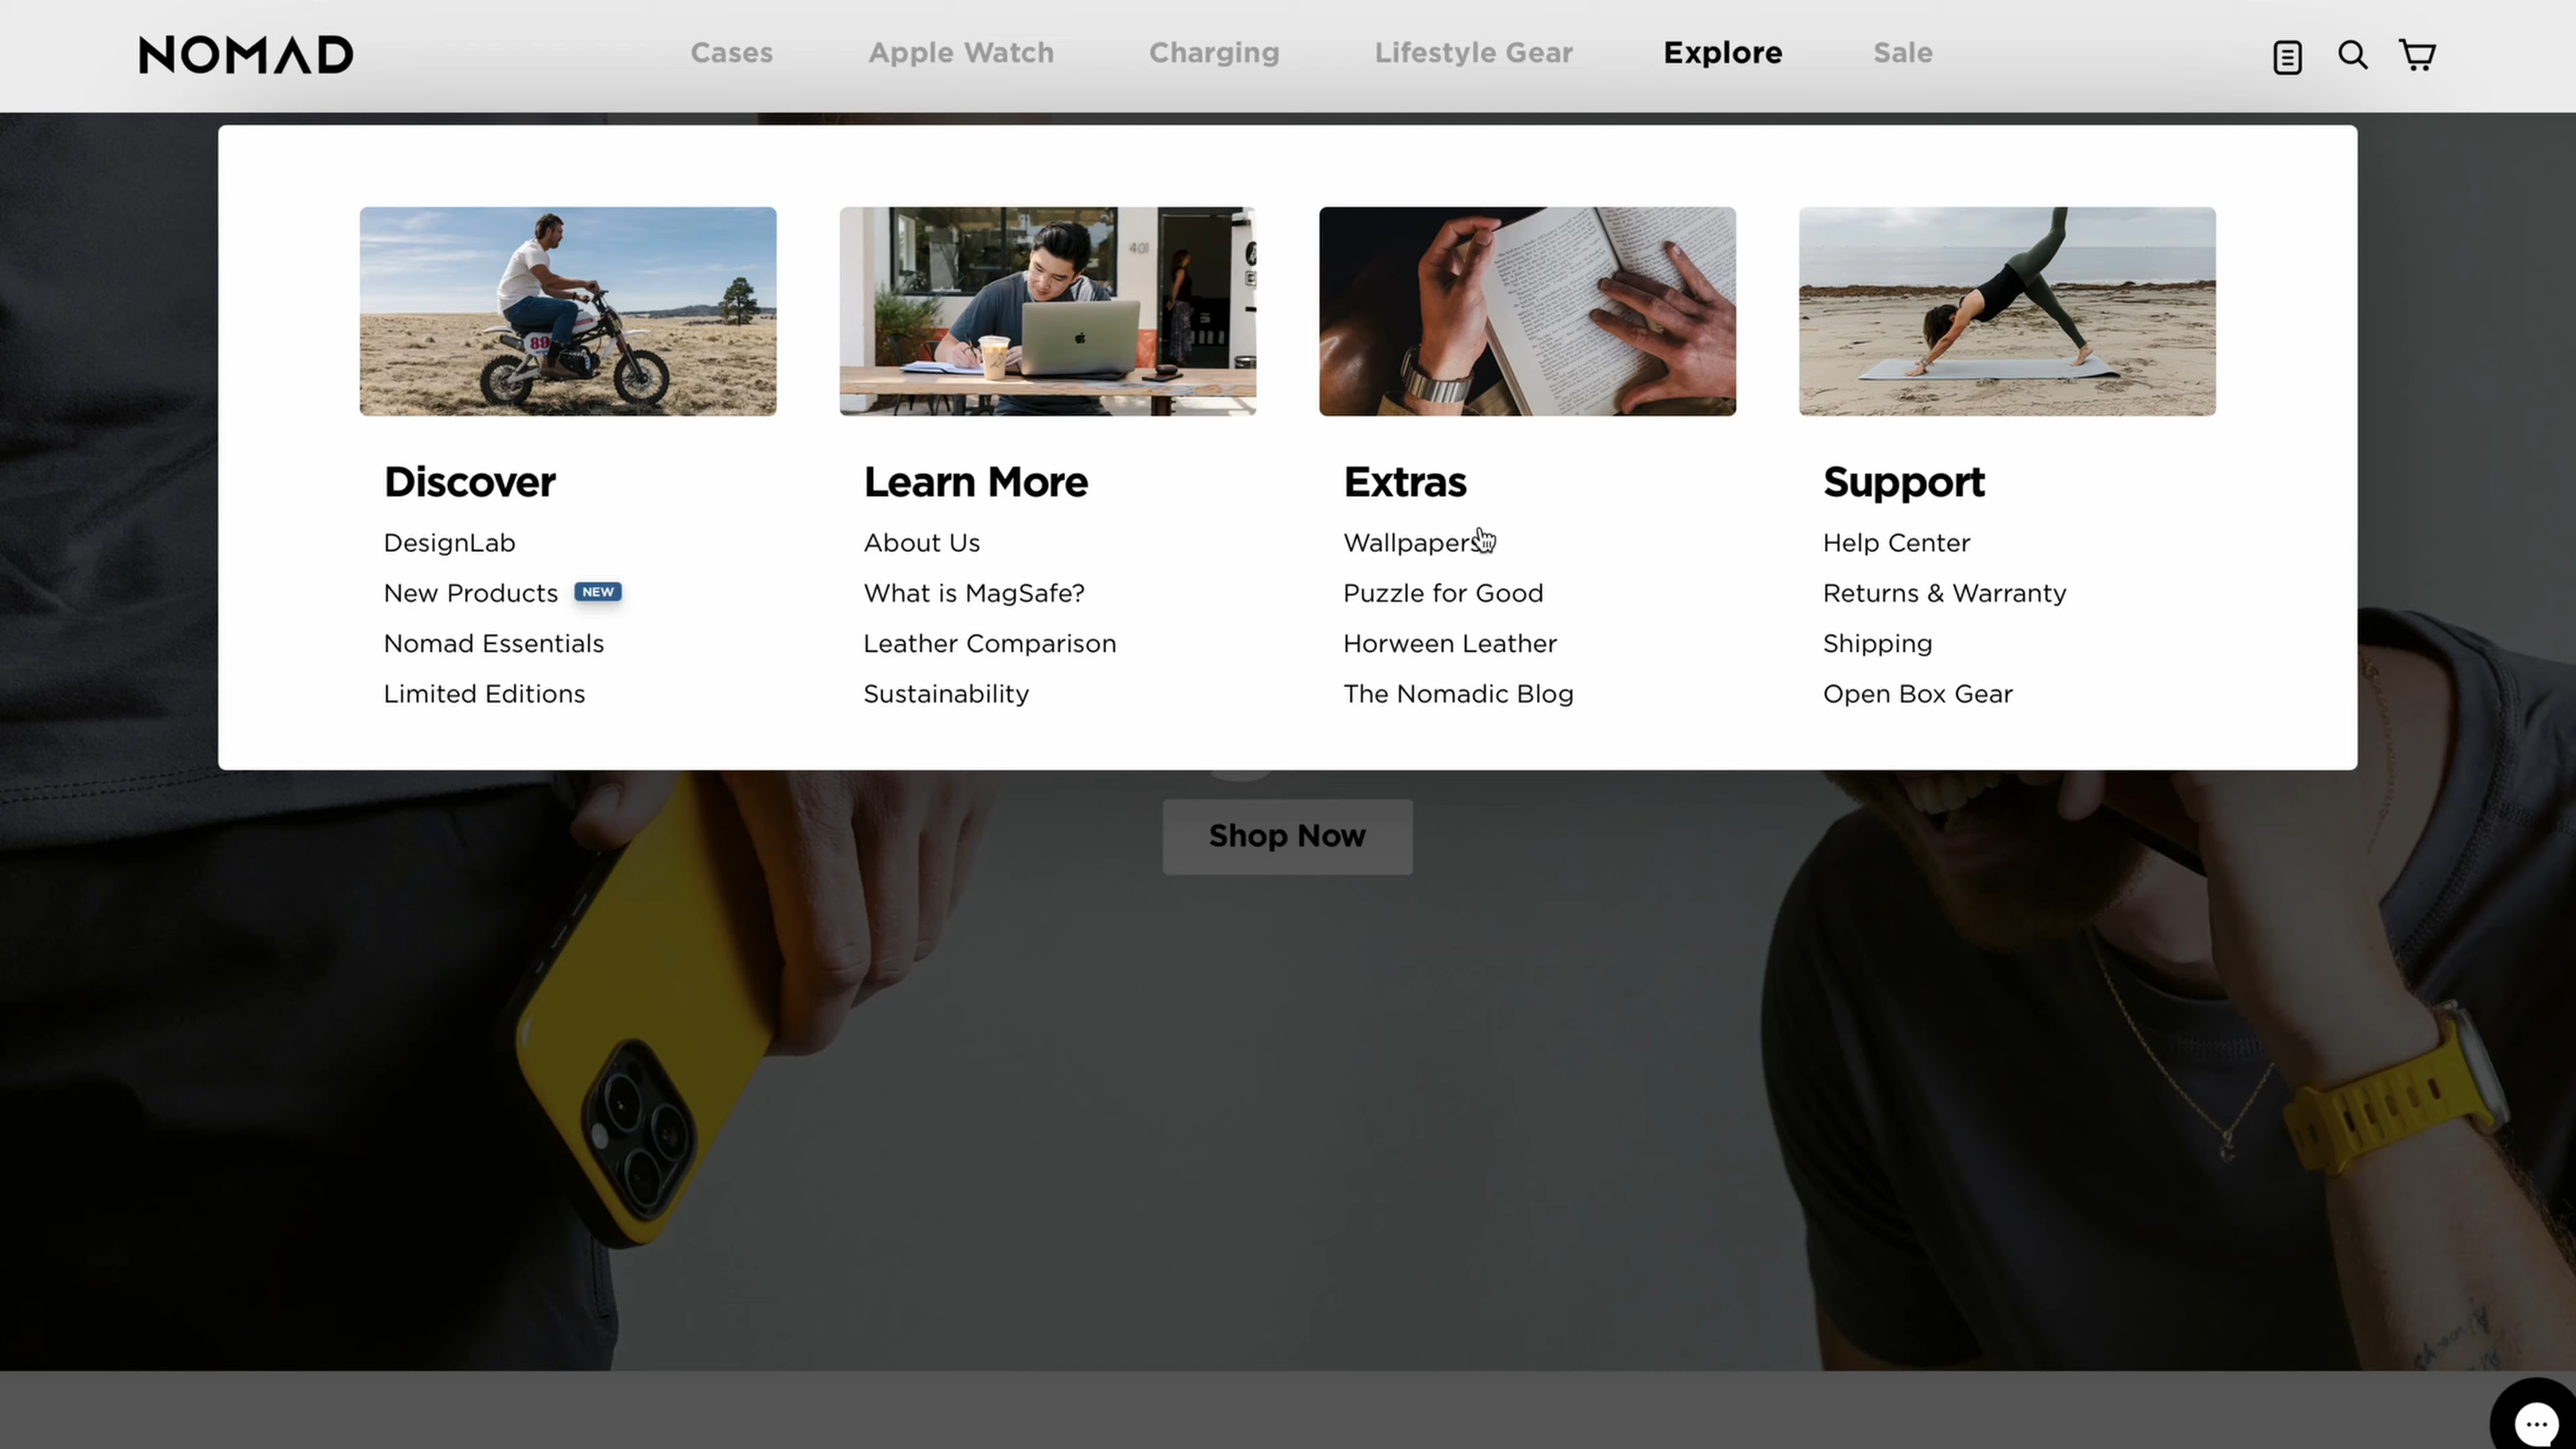 NOMAD
Cases
Apple Watch
Charging
Lifestyle Gear
Explore
Sale
401
89
Discover
DesignLab
New Products NEW
Nomad Essentials
Limited Editions
Learn More
About Us
What is MagSafe?
Leather Comparison
Sustainability
Extras
Wallpapers
Puzzle for Good
Horween Leather
The Nomadic Blog
Support
Help Center
Returns & Warranty
Shipping
Open Box Gear
Shop Now